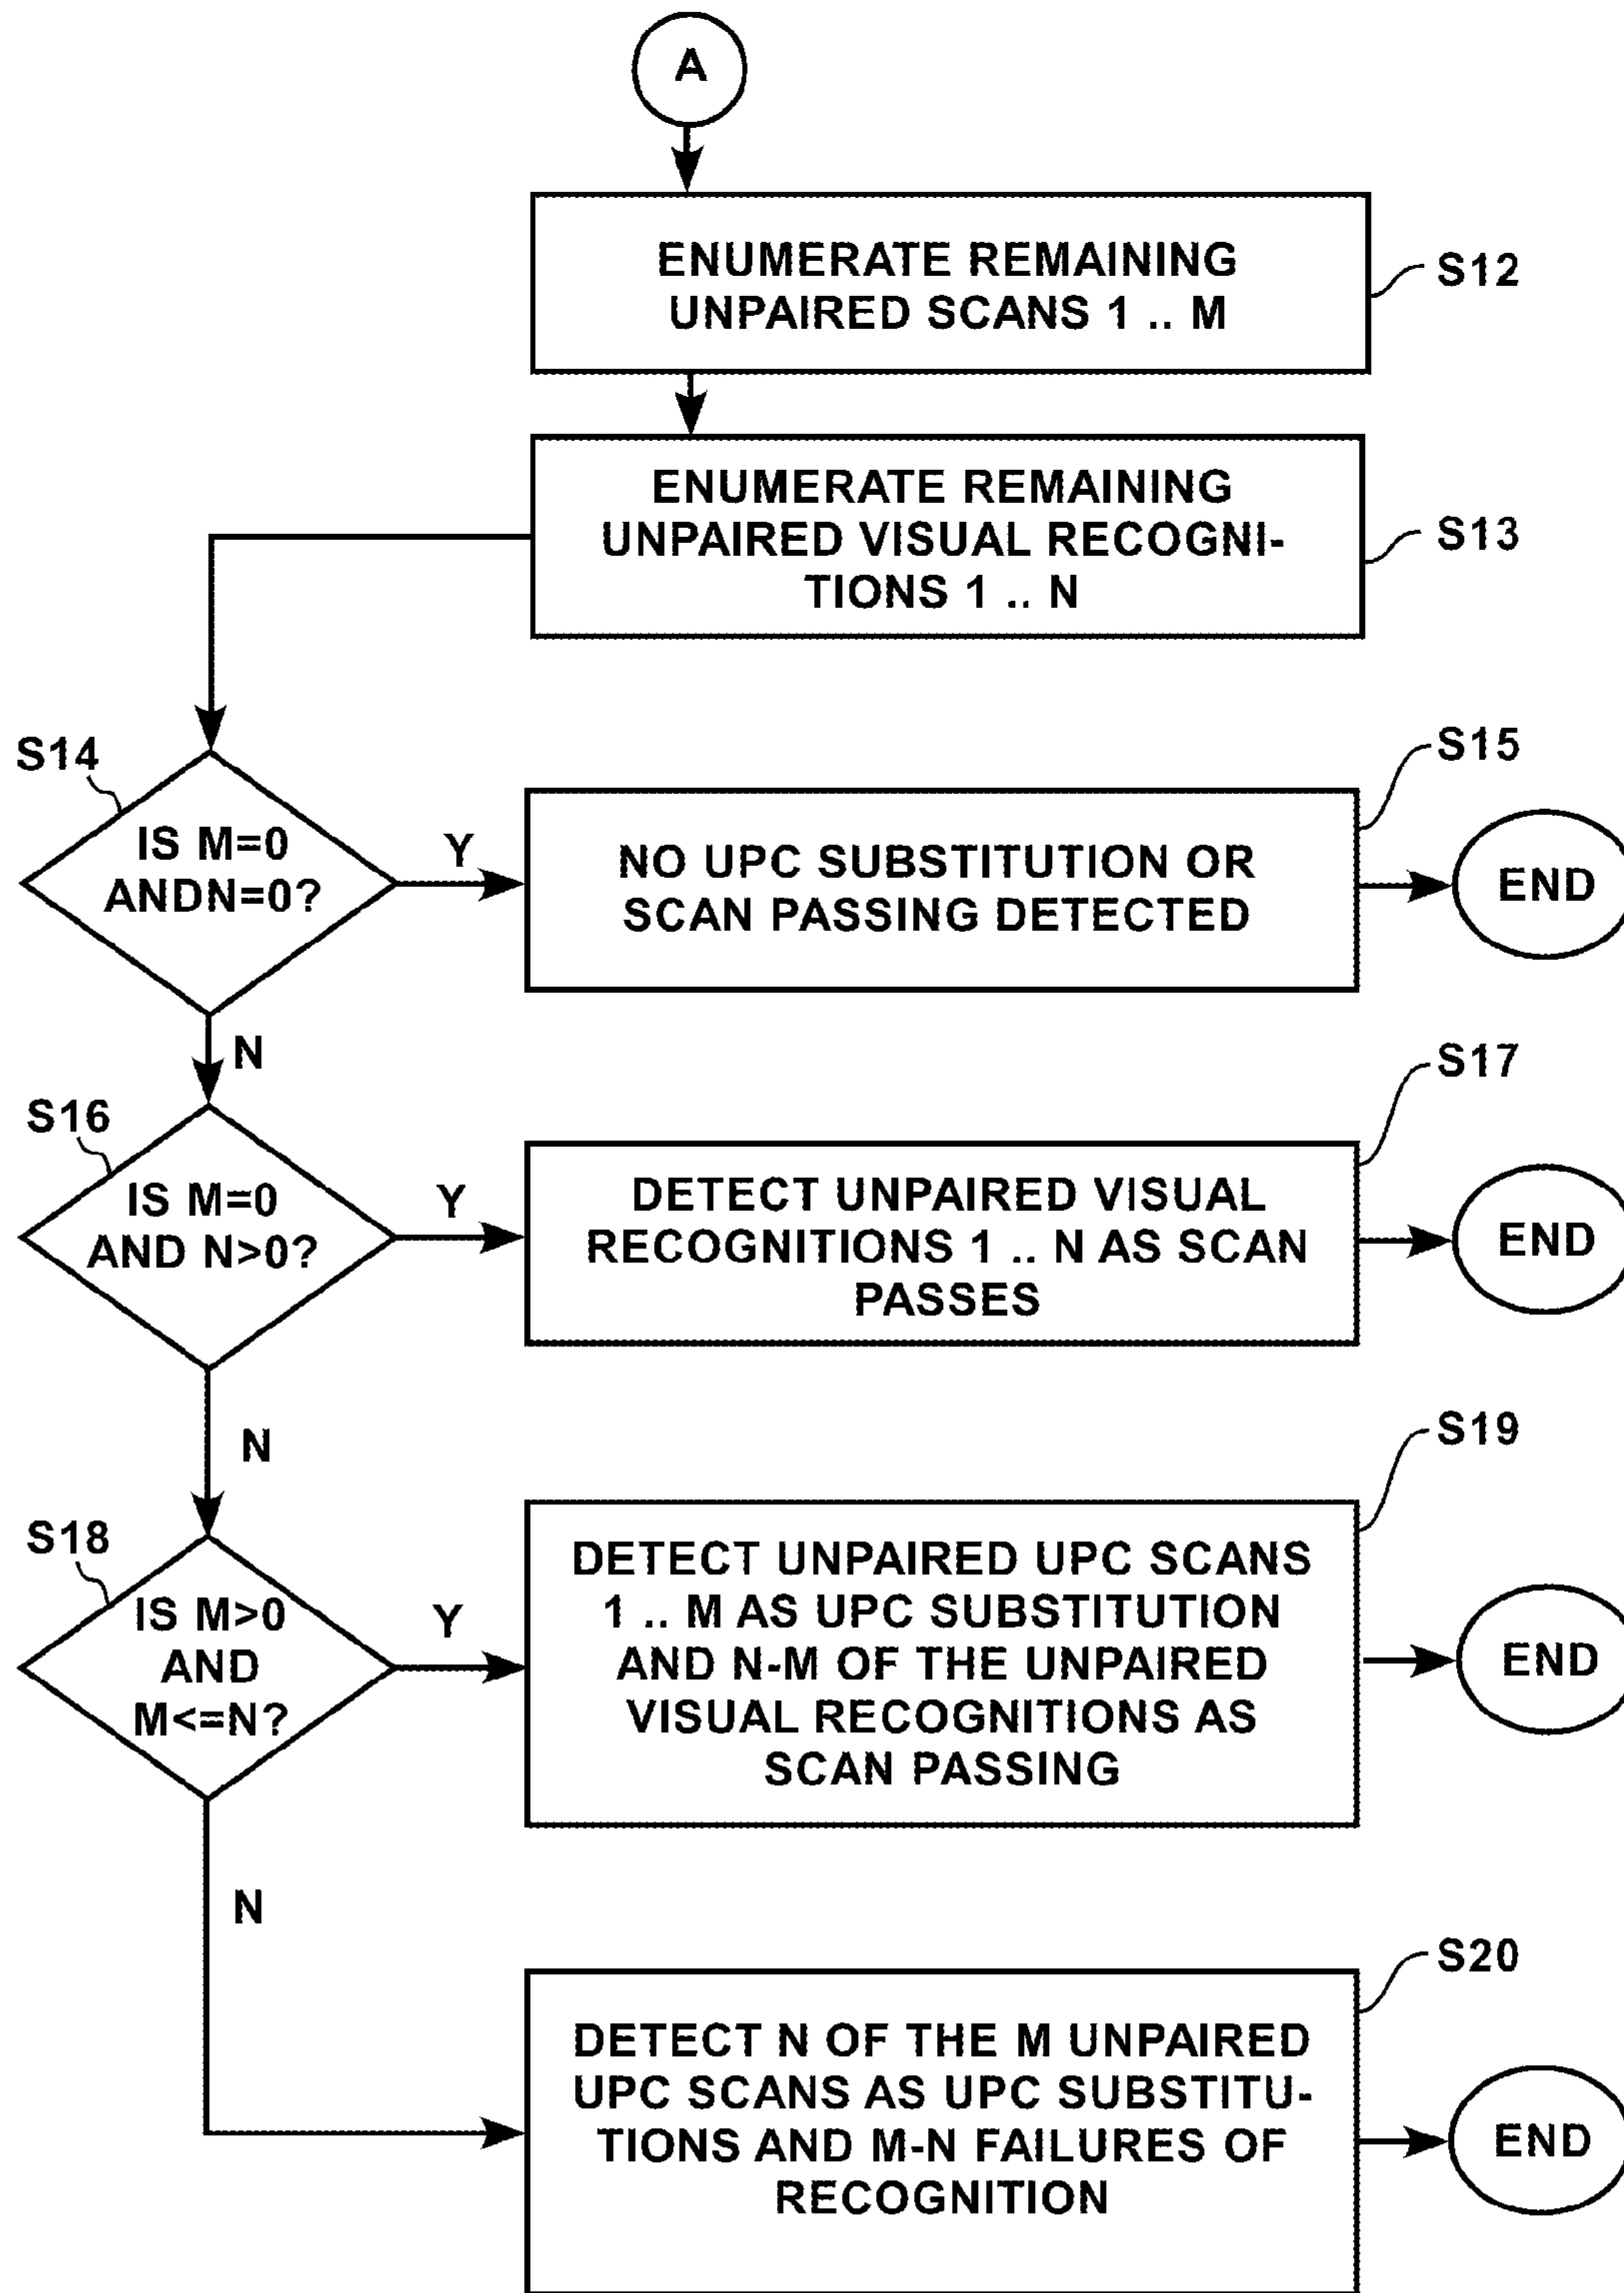 A
ENUMERATE REMAINING
UNPAIRED SCANS 1 .. M
S12
ENUMERATE REMAINING
UNPAIRED VISUAL RECOGNI-
TIONS 1 .. N
S13
S14
IS M=0
ANDN=0?
Y
N
NO UPC SUBSTITUTION OR
SCAN PASSING DETECTED
S15
END
S16
IS M=0
AND N>0?
Y
N
DETECT UNPAIRED VISUAL
RECOGNITIONS 1 .. N AS SCAN
PASSES
S17
END
S18
IS M>0
AND
M<=N?
Y
N
DETECT UNPAIRED UPC SCANS
1 .. M AS UPC SUBSTITUTION
AND N-M OF THE UNPAIRED
VISUAL RECOGNITIONS AS
SCAN PASSING
S19
END
DETECT N OF THE M UNPAIRED
UPC SCANS AS UPC SUBSTITU-
TIONS AND M-N FAILURES OF
RECOGNITION
S20
END